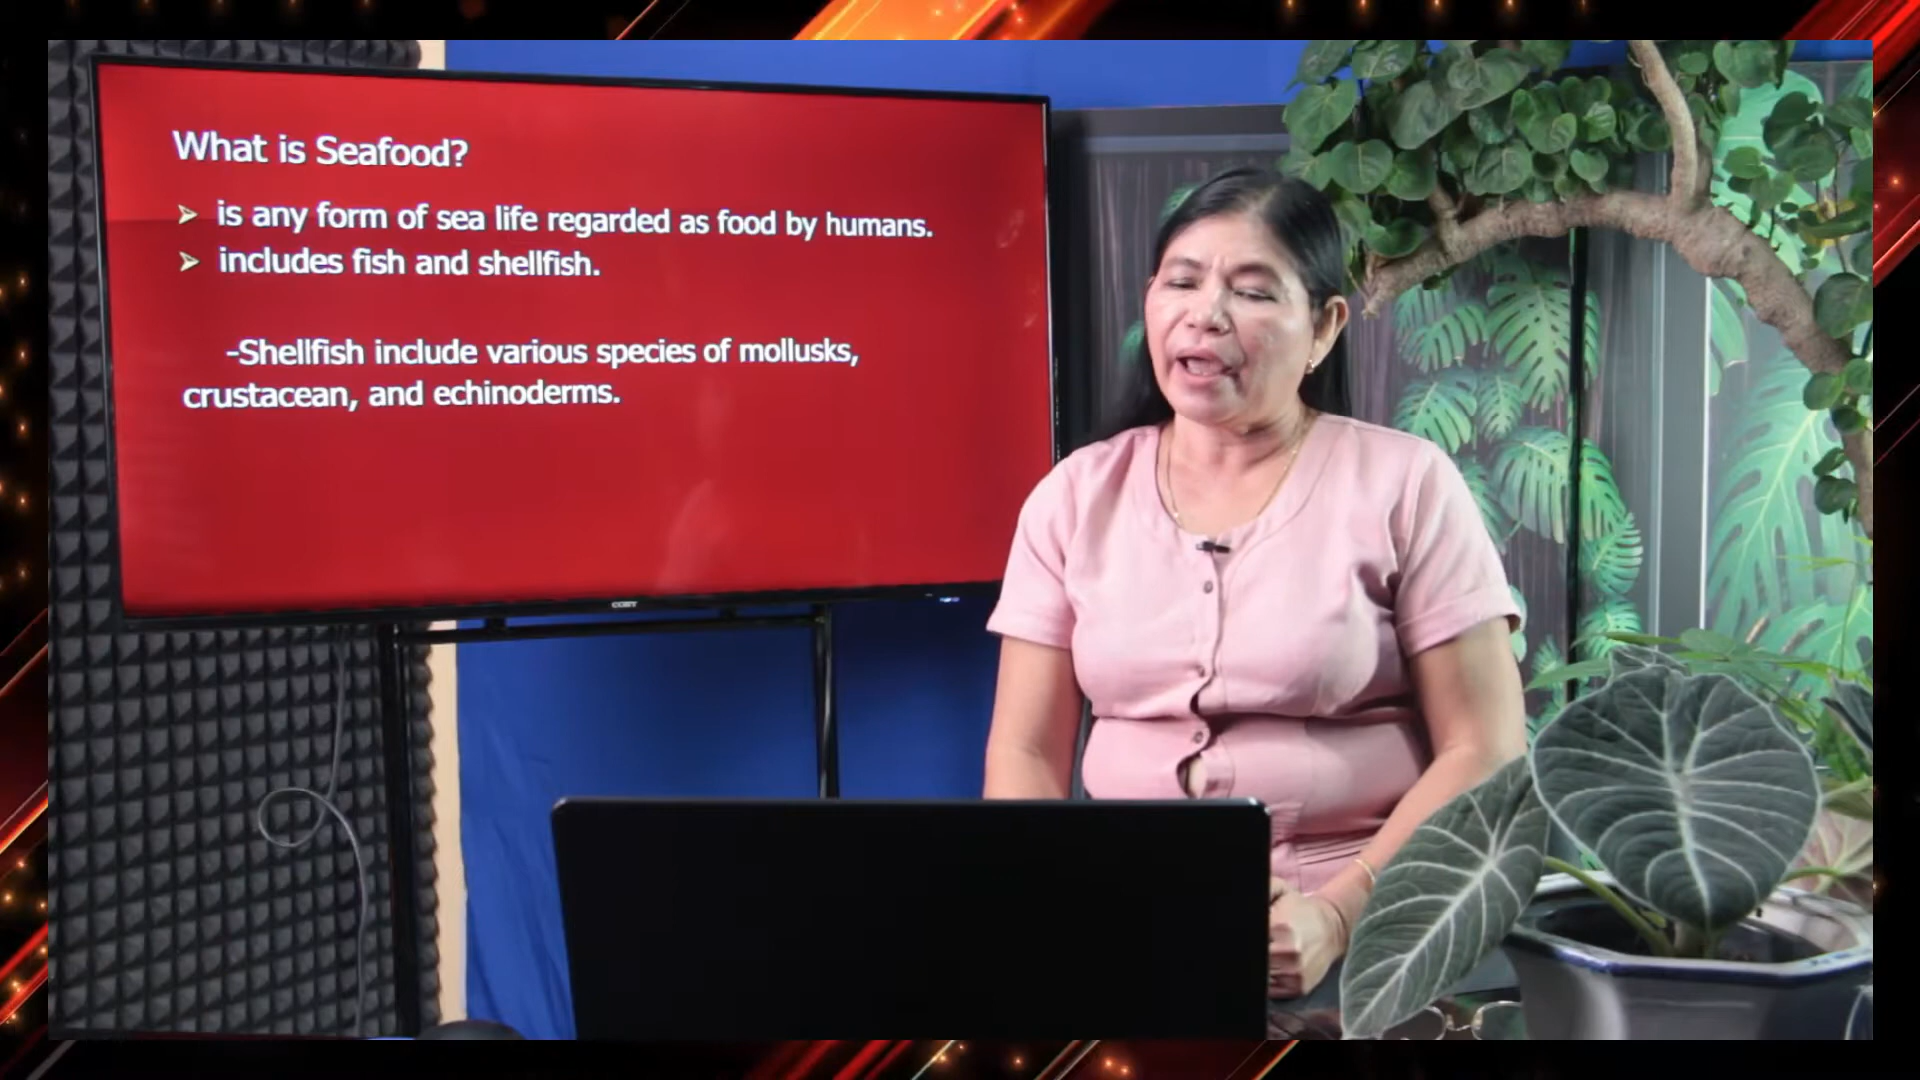 What is Seafood?
➢ is any form of sea life regarded as food by humans.
➢ includes fish and shellfish.
-Shellfish include various species of mollusks,
crustacean, and echinoderms.
COBY